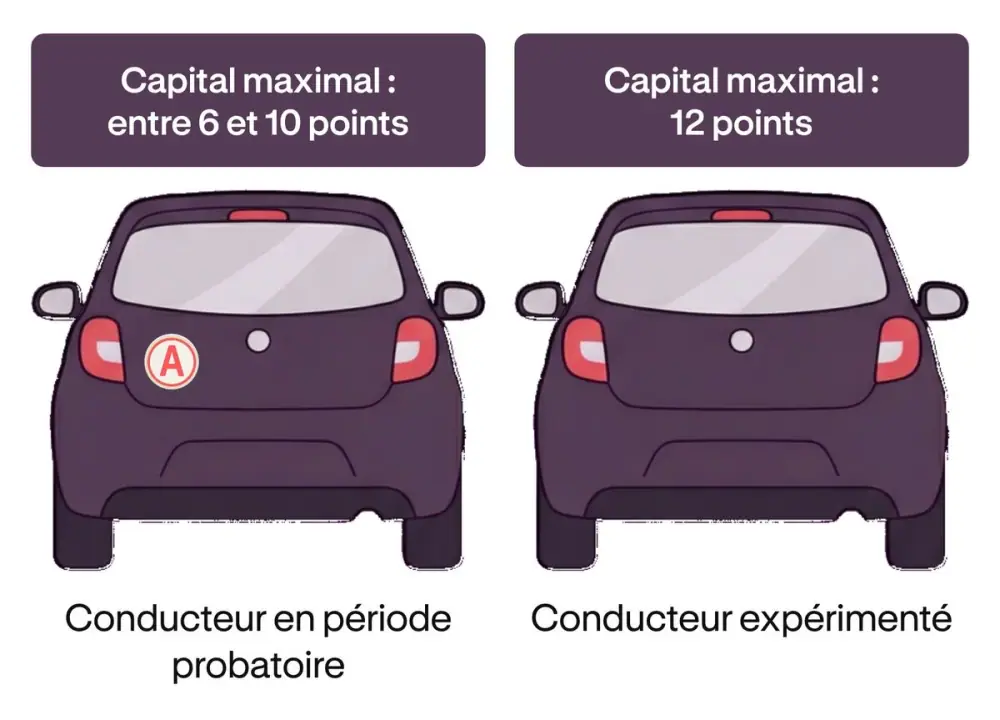 Capital maximal :
entre 6 et 10 points
Capital maximal :
12 points
A
Conducteur en période
probatoire
Conducteur expérimenté